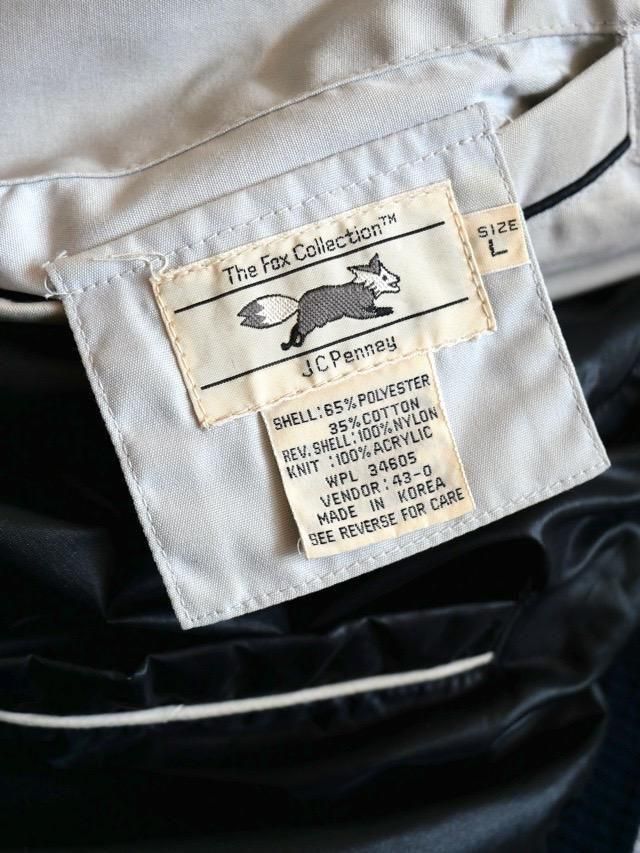 The Fox Collection™
SIZE
L
JCPenney
SHELL:65%POLYESTER
35%COTTON
REV.SHELL:100%NYLON
KNIT :100%ACRYLIC
WPL 34605
VENDOR:43-0
MADE IN KOREA
SEE REVERSE FOR CARE